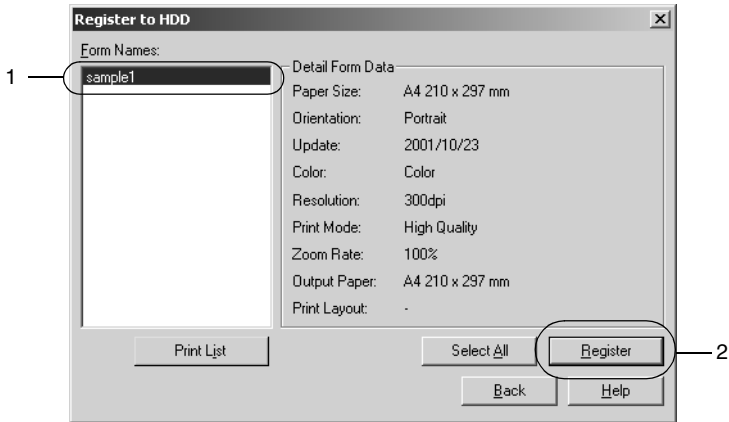 Register to HDD
Form Names:
1
sample1
Detail Form Data
Paper Size: A4 210 x 297 mm
Orientation: Portrait
Update: 2001/10/23
Color: Color
Resolution: 300dpi
Print Mode: High Quality
Zoom Rate: 100%
Output Paper: A4 210 x 297 mm
Print Layout: -
Print List
Select All
Register
2
Back
Help